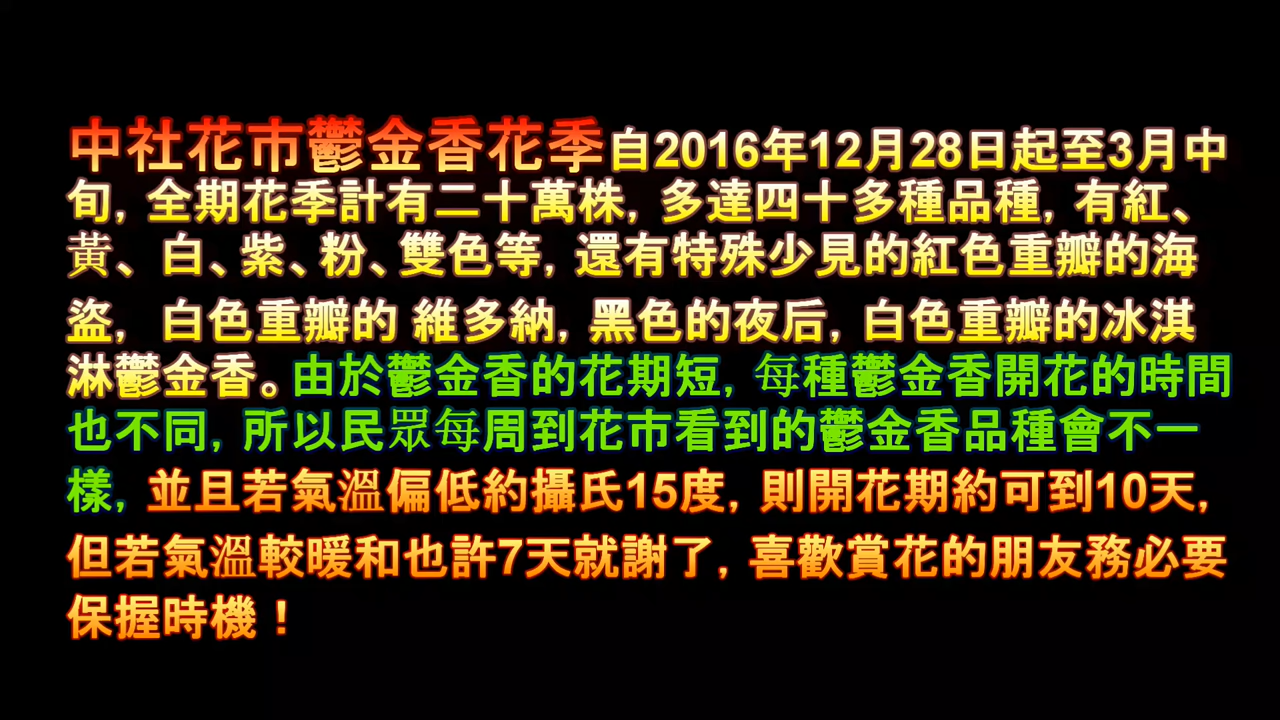 中社花市鬱金香花季自2016年12月28日起至3月中
旬, 全期花季計有二十萬株, 多達四十多種品種, 有紅、
黃、白、紫、粉、雙色等, 還有特殊少見的紅色重瓣的海
盜, 白色重瓣的 維多納, 黑色的夜后, 白色重瓣的冰淇
淋鬱金香。由於鬱金香的花期短, 每種鬱金香開花的時間
也不同, 所以民眾每周到花市看到的鬱金香品種會不一
樣, 並且若氣溫偏低約攝氏15度, 則開花期約可到10天,
但若氣溫較暖和也許7天就謝了, 喜歡賞花的朋友務必要
保握時機！